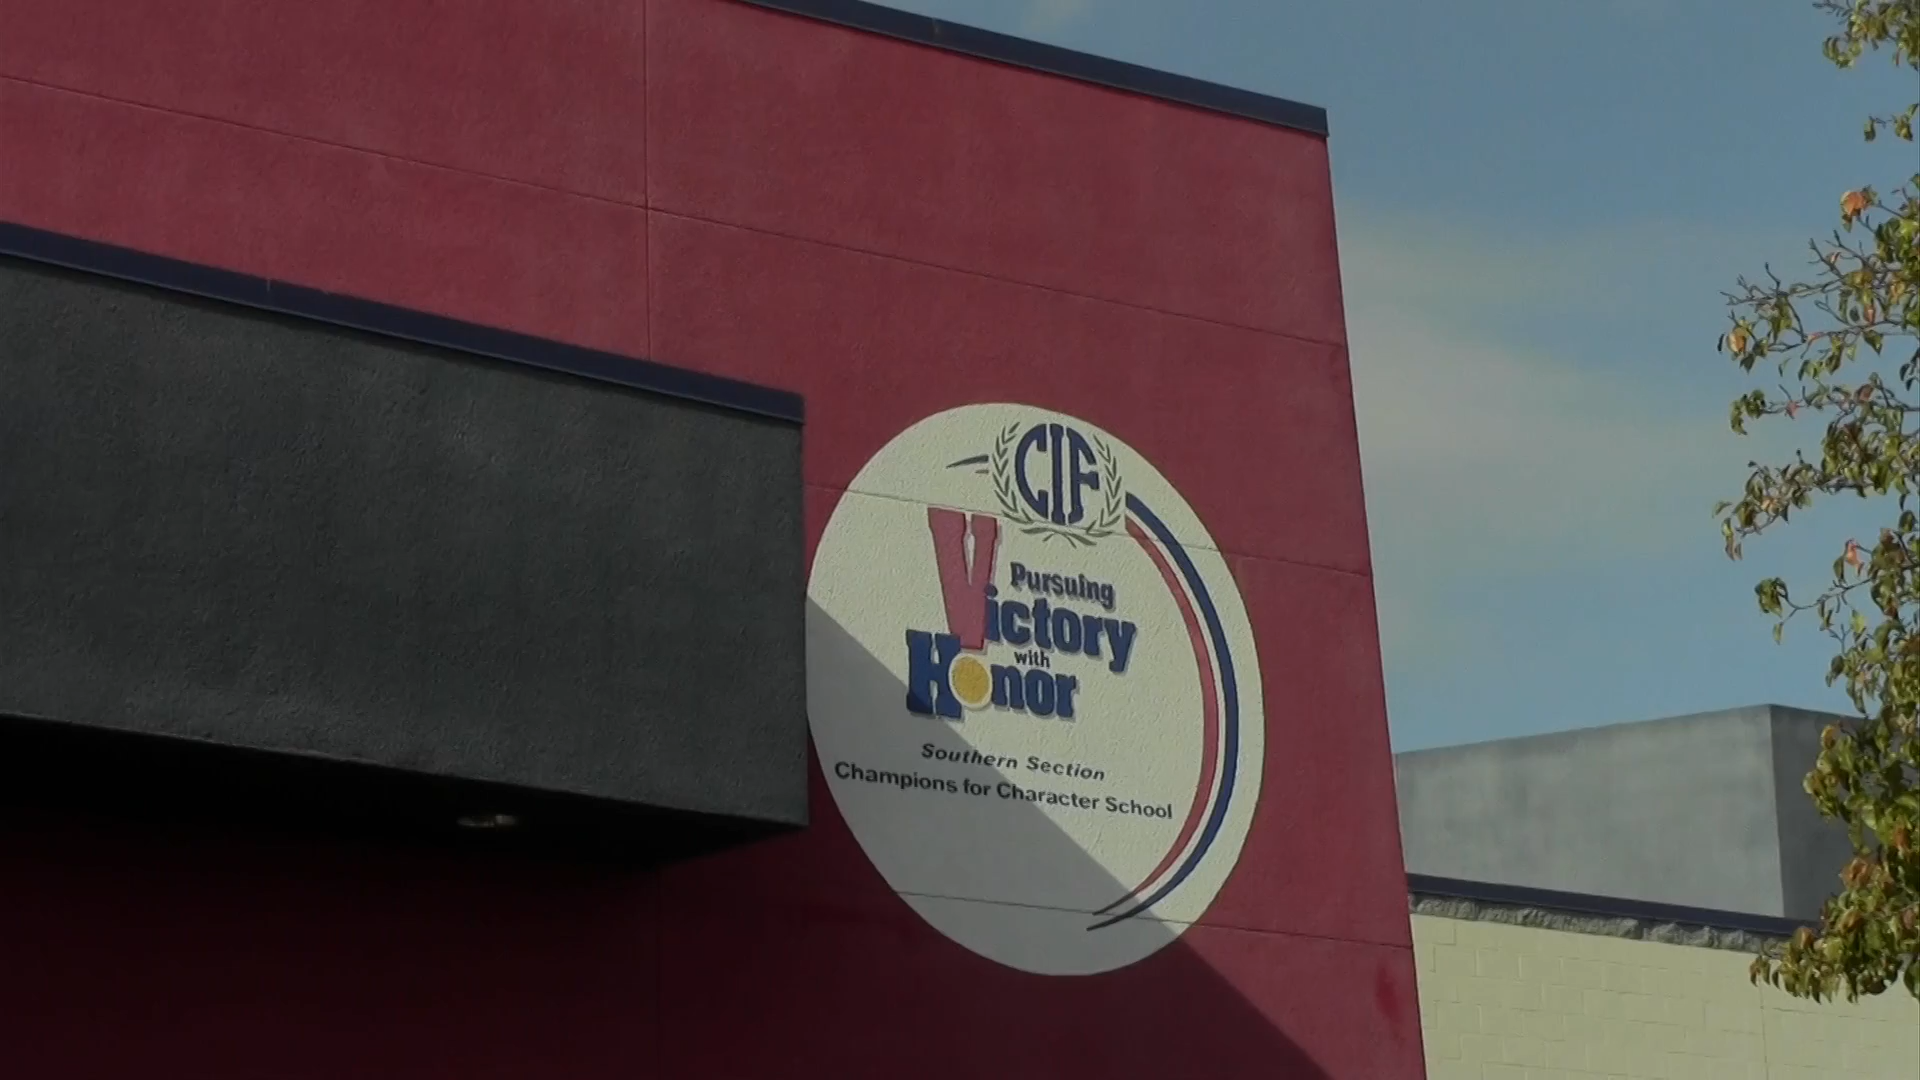 CIF
Pursuing
Victory
with
Honor
Southern Section
Champions for Character School